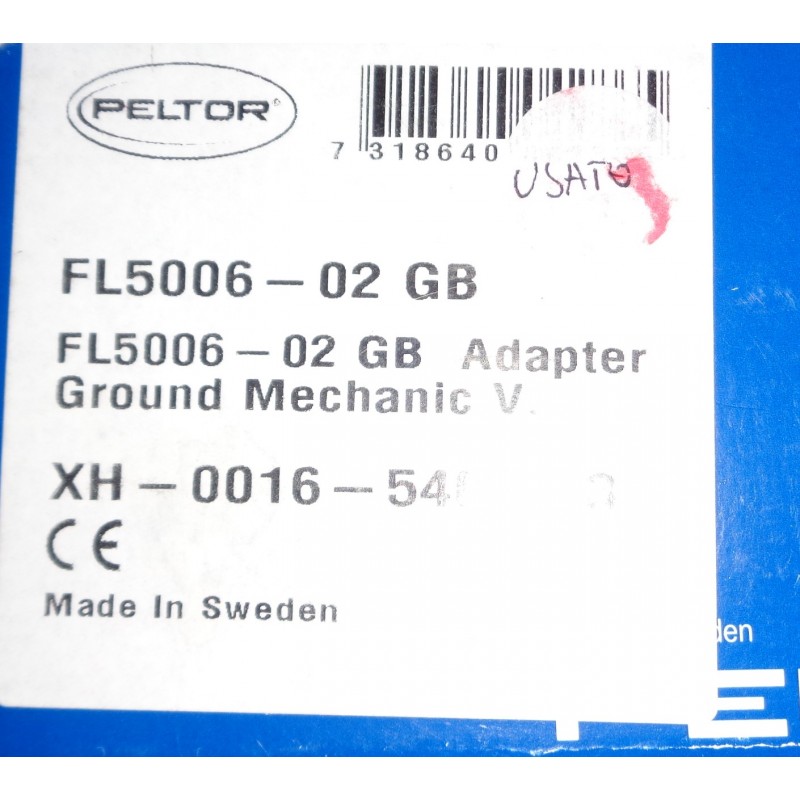 PELTOR®
7 318640
USATO
FL5006-02 GB
FL5006-02 GB Adapter
Ground Mechanic V.
XH-0016-54
CE
Made In Sweden